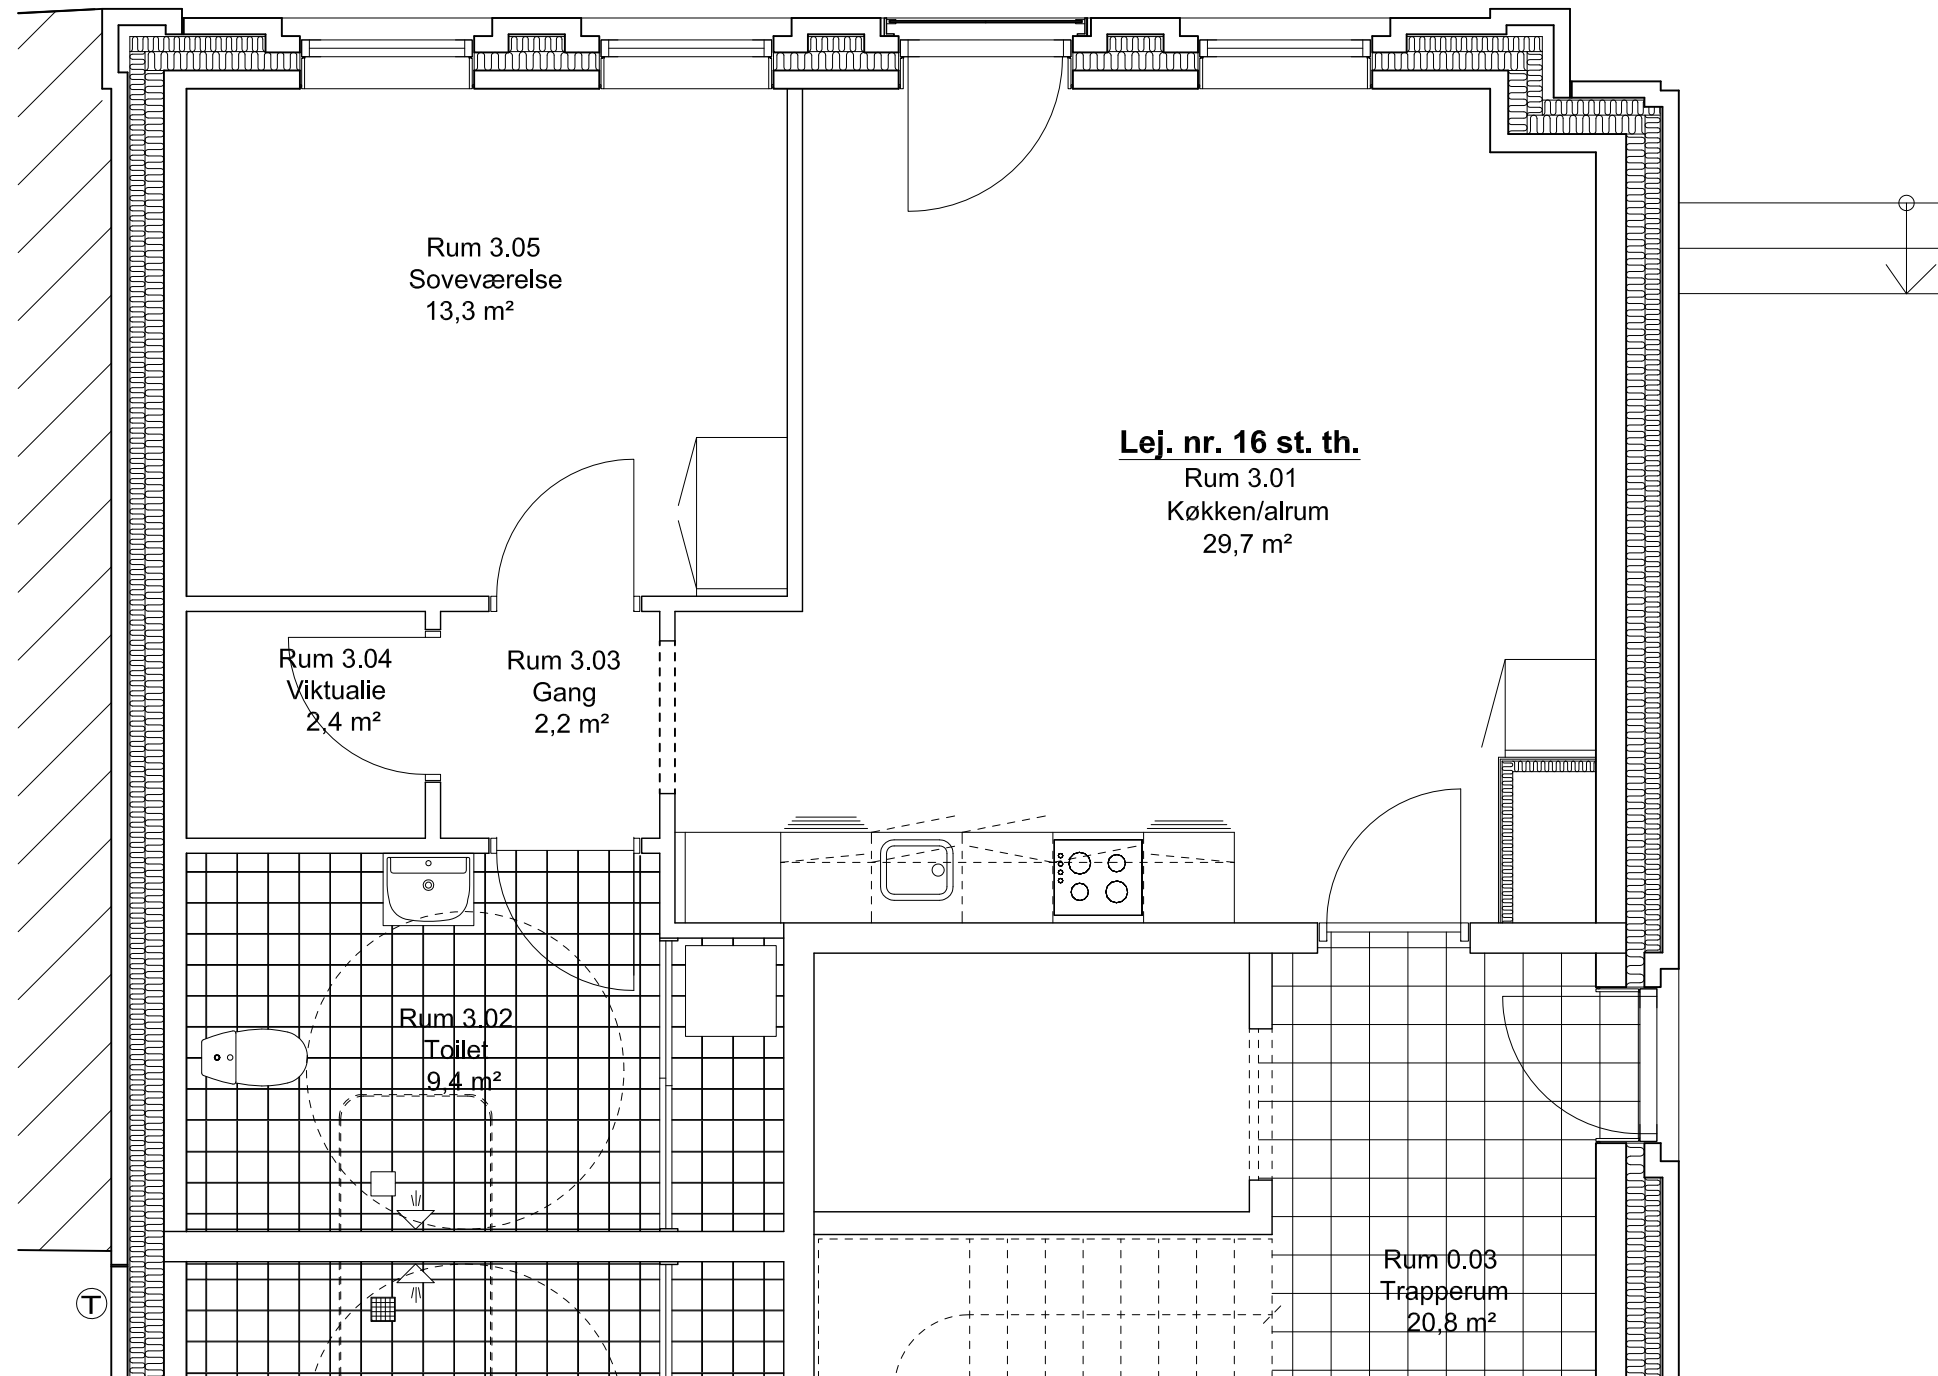 Rum 3.05
Soveværelse
13,3 m²
Lej. nr. 16 st. th.
Rum 3.01
Køkken/alrum
29,7 m²
Rum 3.04
Viktualie
2,4 m²
Rum 3.03
Gang
2,2 m²
Rum 3.02
Toilet
9,4 m²
Rum 0.03
Trapperum
20,8 m²
T